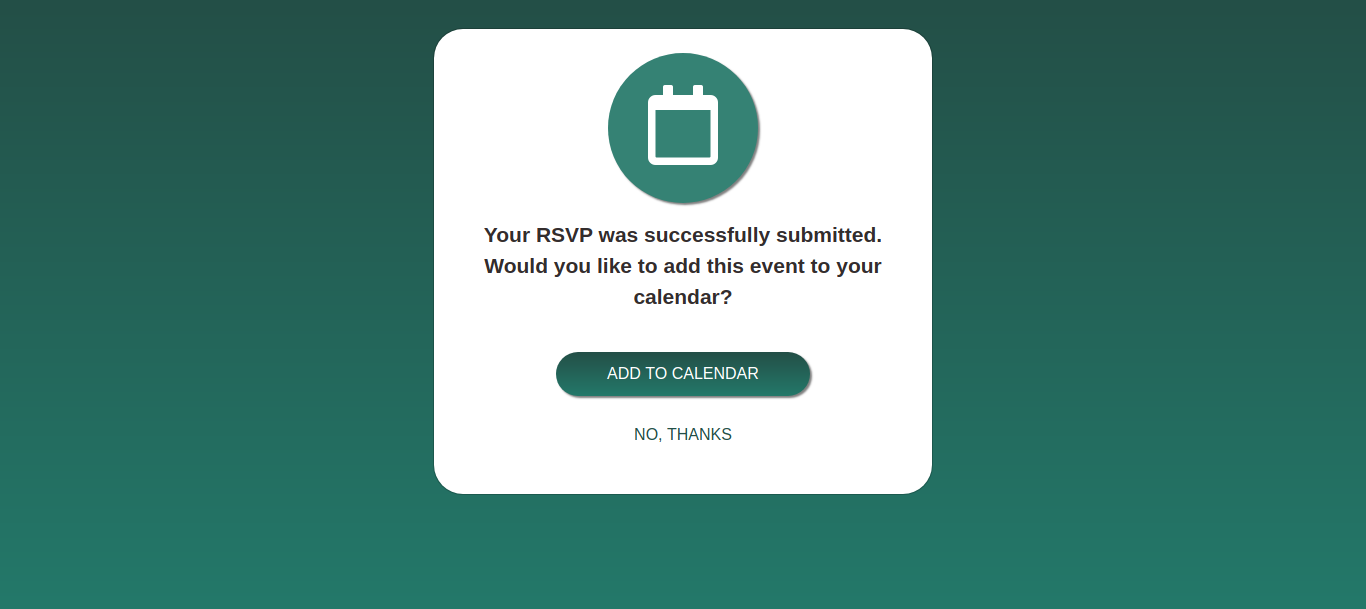 Your RSVP was successfully submitted.
Would you like to add this event to your
calendar?
ADD TO CALENDAR
NO, THANKS